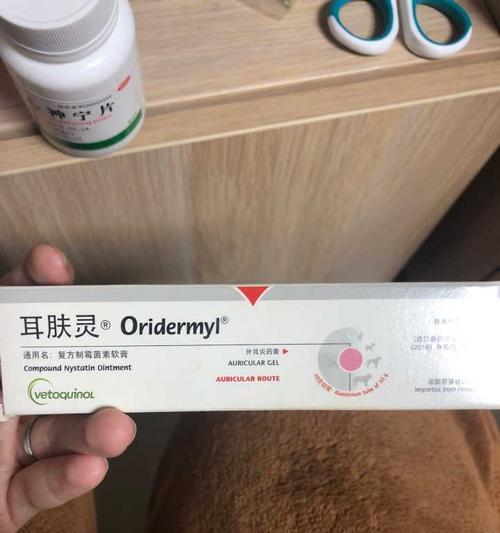 神宁片
耳肤灵® Oridermyl®
通用名：复方制霉菌素软膏
Compound Nystatin Ointment
vetoquinol
外耳炎药膏
AURICULAR GEL
AURICULAR ROUTE
Aluminium tube of 10 g
Imported from